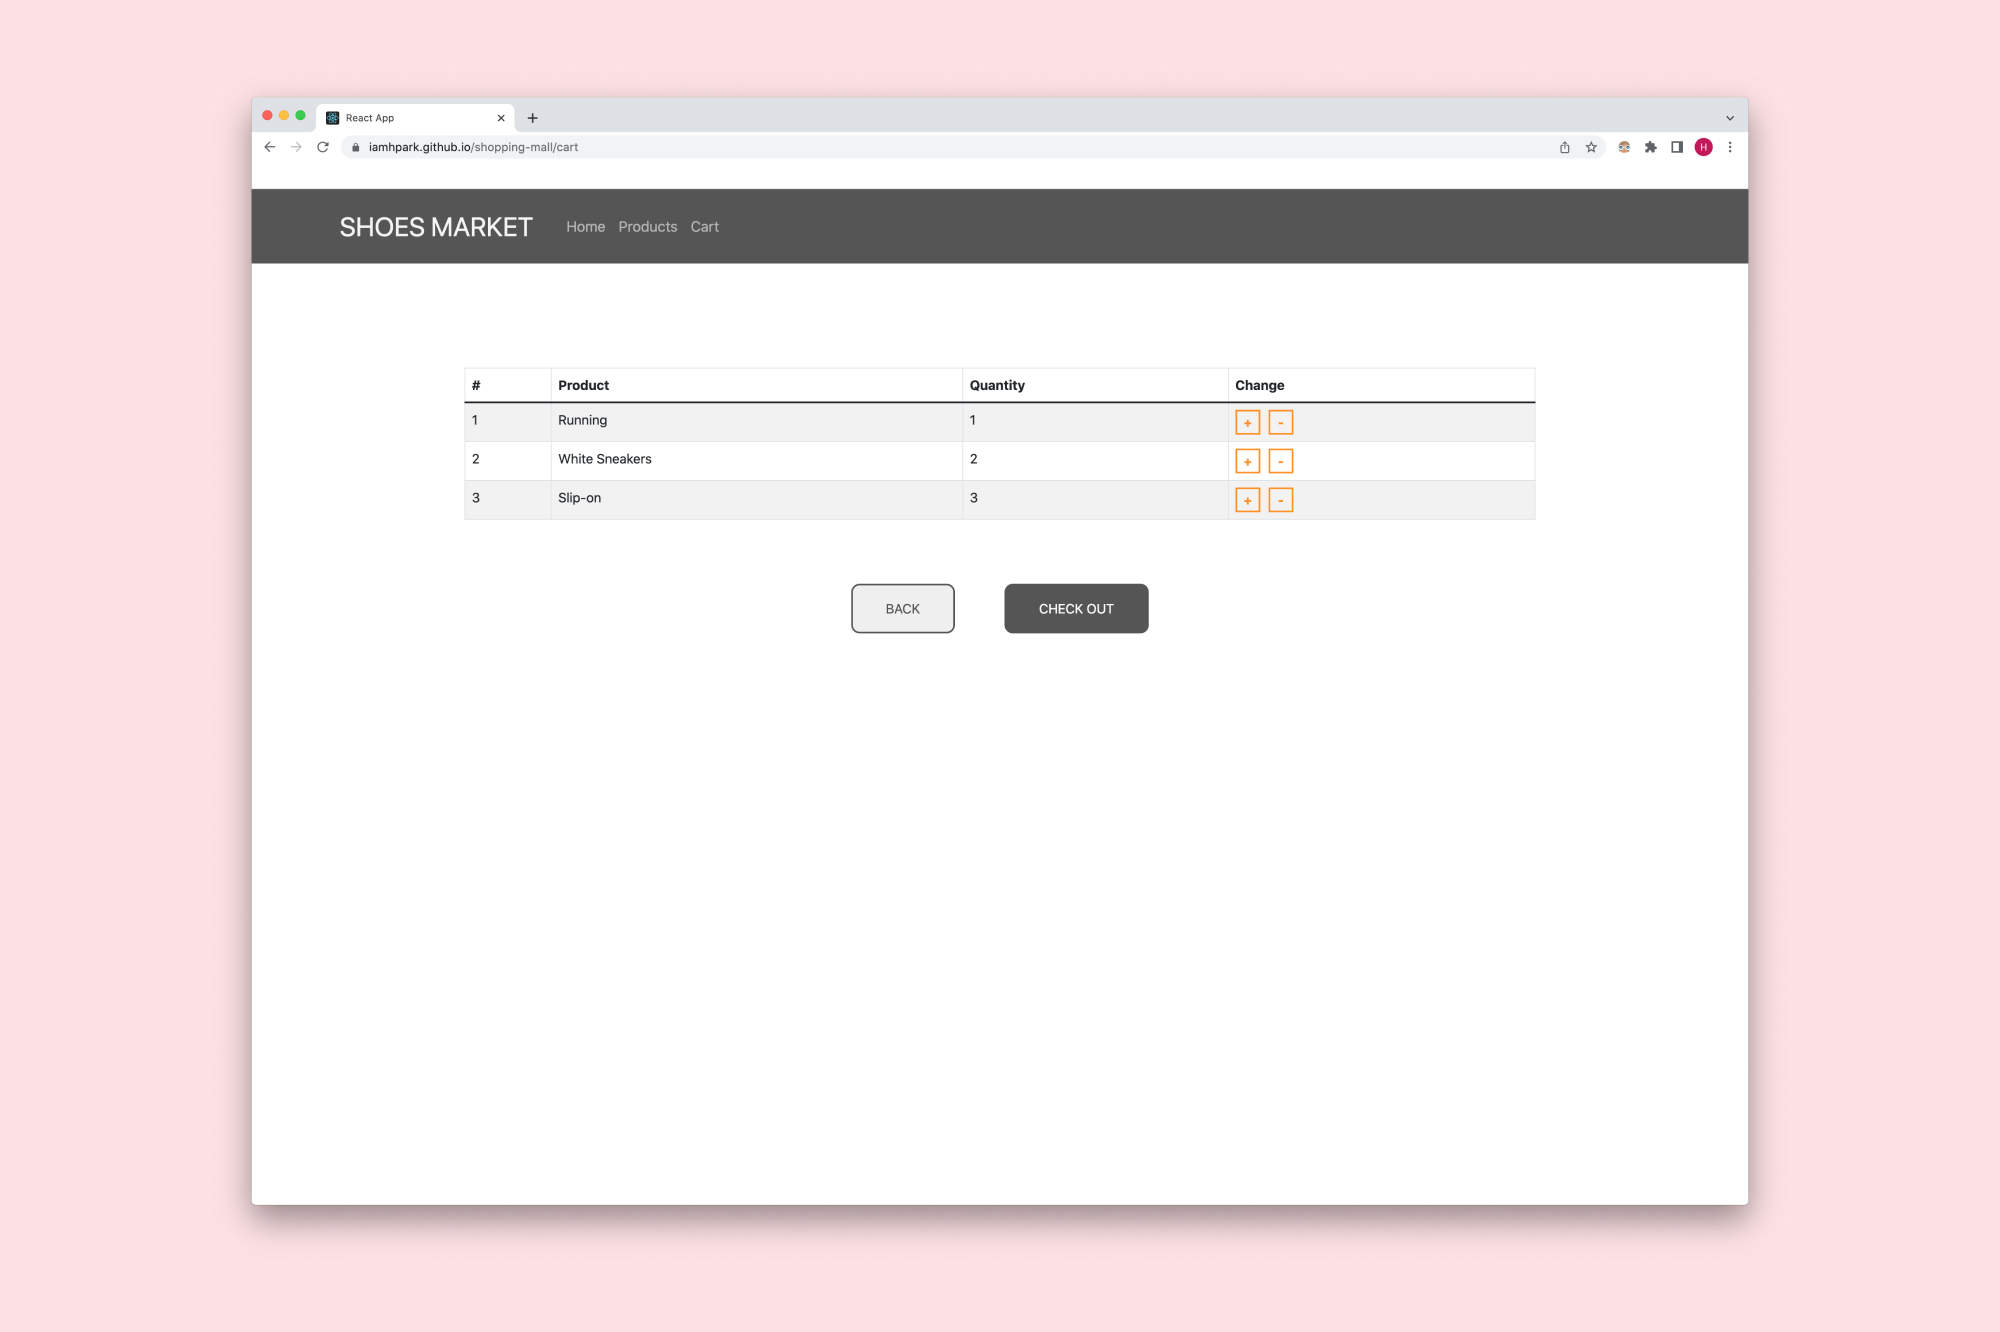 React App
iamhpark.github.io/shopping-mall/cart
H
SHOES MARKET Home Products Cart
# Product Quantity Change
1 Running 1 + -
2 White Sneakers 2 + -
3 Slip-on 3 + -
BACK CHECK OUT